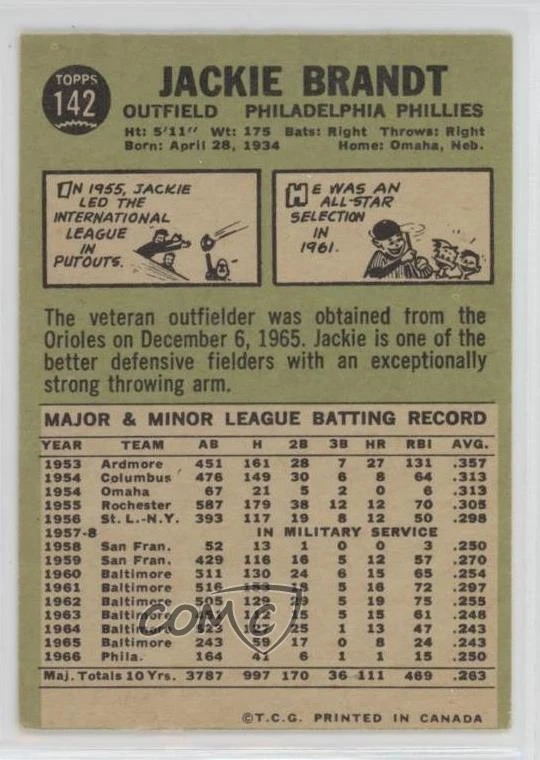 TOPPS
142
JACKIE BRANDT
OUTFIELD PHILADELPHIA PHILLIES
Ht: 5'11" Wt: 175 Bats: Right Throws: Right
Born: April 28, 1934 Home: Omaha, Neb.
IN 1955, JACKIE
LED THE
INTERNATIONAL
LEAGUE
IN
PUTOUTS.
HE WAS AN
ALL-STAR
SELECTION
IN
1961.
The veteran outfielder was obtained from the
Orioles on December 6, 1965. Jackie is one of the
better defensive fielders with an exceptionally
strong throwing arm.
MAJOR & MINOR LEAGUE BATTING RECORD
YEAR TEAM AB H 2B 3B HR RBI AVG.
1953 Ardmore 451 161 28 7 27 131 .357
1954 Columbus 476 149 30 6 8 64 .313
1954 Omaha 67 21 5 2 0 6 .313
1955 Rochester 587 179 38 12 12 70 .305
1956 St. L.-N.Y. 393 117 19 8 12 50 .298
1957-8 IN MILITARY SERVICE
1958 San Fran. 52 13 1 0 0 3 .250
1959 San Fran. 429 116 16 5 12 57 .270
1960 Baltimore 511 130 24 6 15 65 .254
1961 Baltimore 516 18 5 16 72 .297
1962 Baltimore 505 129 5 19 75 .255
1963 Baltimore 15 5 15 61 .248
1964 Baltimore 523 25 1 13 47 .243
1965 Baltimore 243 59 17 0 8 24 .243
1966 Phila. 164 41 6 1 1 15 .250
Maj. Totals 10 Yrs. 3787 997 170 36 111 469 .263
COMC
©T.C.G. PRINTED IN CANADA